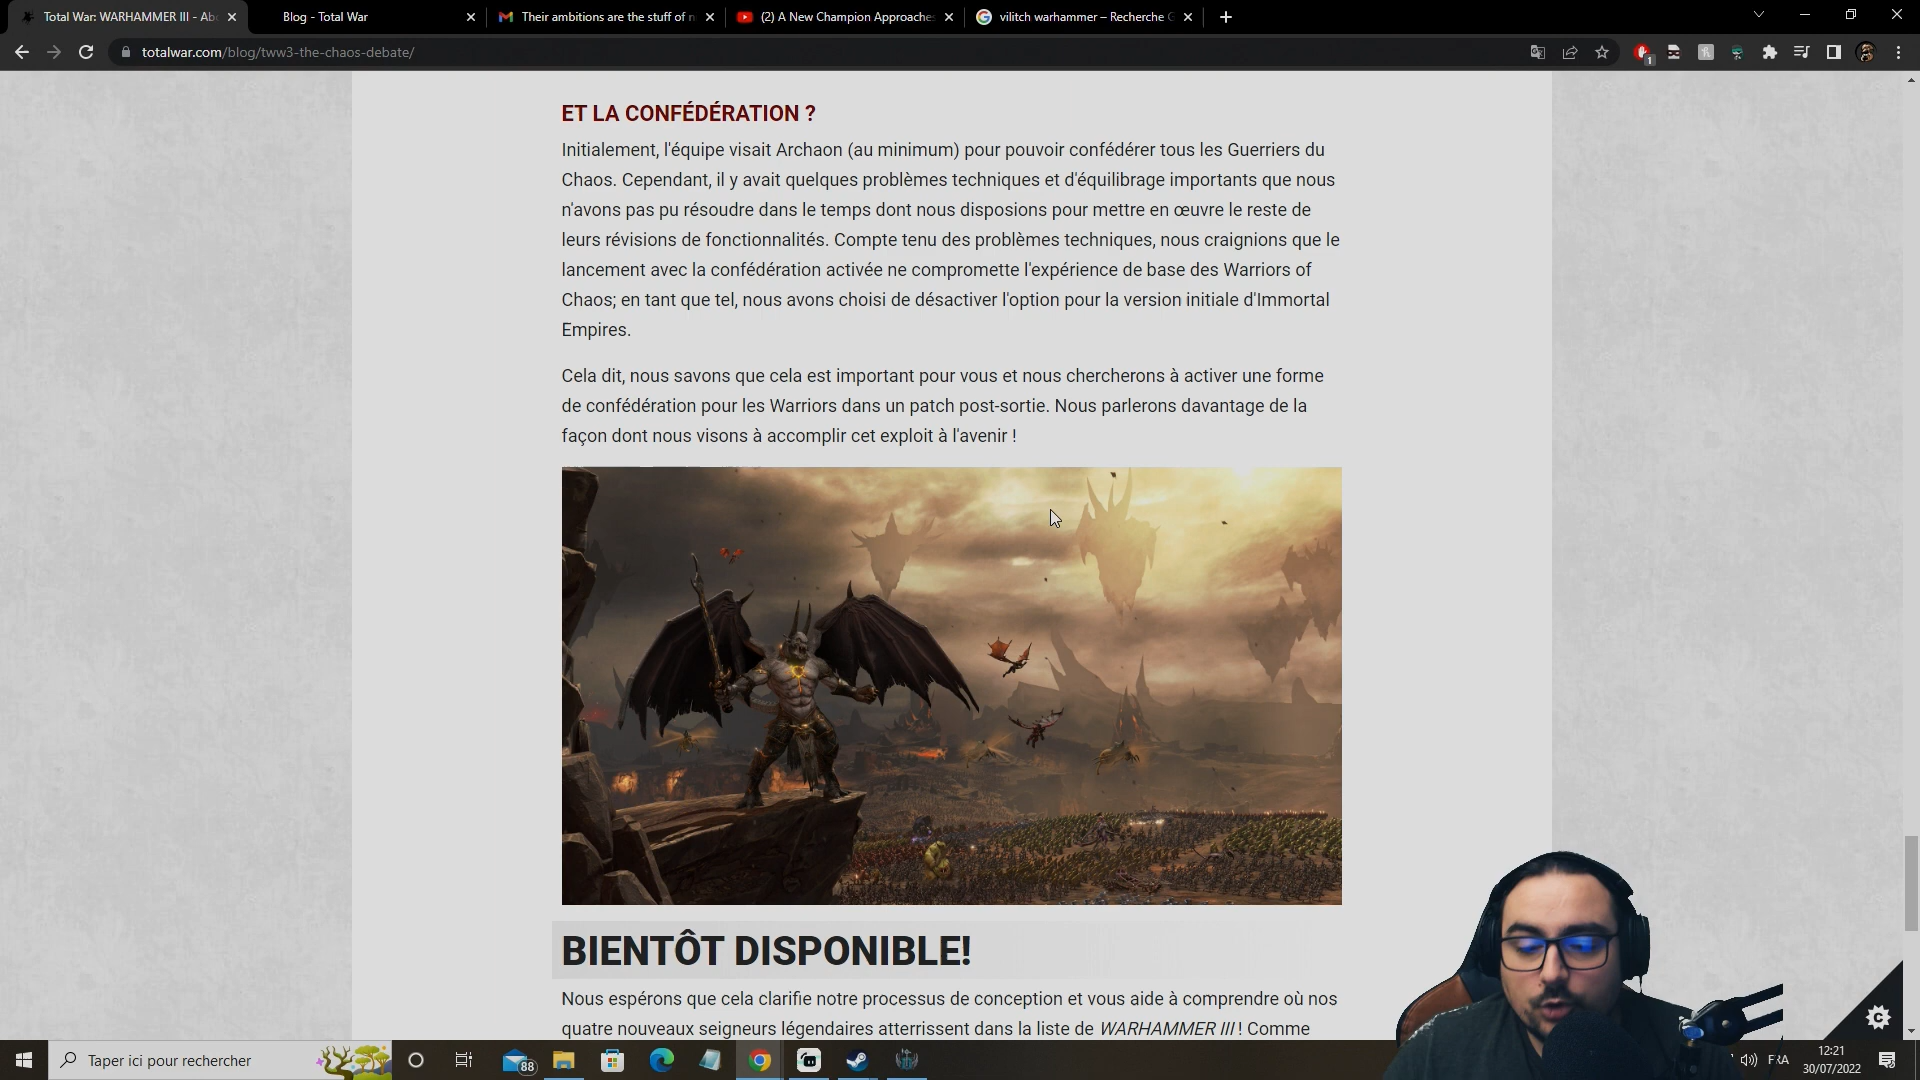 Total War: WARHAMMER III - Abo
Blog - Total War
Their ambitions are the stuff of n
(2) A New Champion Approaches
vilitch warhammer – Recherche G
totalwar.com/blog/tww3-the-chaos-debate/
1
ET LA CONFÉDÉRATION ?
Initialement, l'équipe visait Archaon (au minimum) pour pouvoir confédérer tous les Guerriers du
Chaos. Cependant, il y avait quelques problèmes techniques et d'équilibrage importants que nous
n'avons pas pu résoudre dans le temps dont nous disposions pour mettre en œuvre le reste de
leurs révisions de fonctionnalités. Compte tenu des problèmes techniques, nous craignions que le
lancement avec la confédération activée ne compromette l'expérience de base des Warriors of
Chaos; en tant que tel, nous avons choisi de désactiver l'option pour la version initiale d'Immortal
Empires.
Cela dit, nous savons que cela est important pour vous et nous chercherons à activer une forme
de confédération pour les Warriors dans un patch post-sortie. Nous parlerons davantage de la
façon dont nous visons à accomplir cet exploit à l'avenir !
BIENTÔT DISPONIBLE!
Nous espérons que cela clarifie notre processus de conception et vous aide à comprendre où nos
quatre nouveaux seigneurs légendaires atterrissent dans la liste de WARHAMMER III ! Comme
Taper ici pour rechercher
88
FRA
12:21
30/07/2022